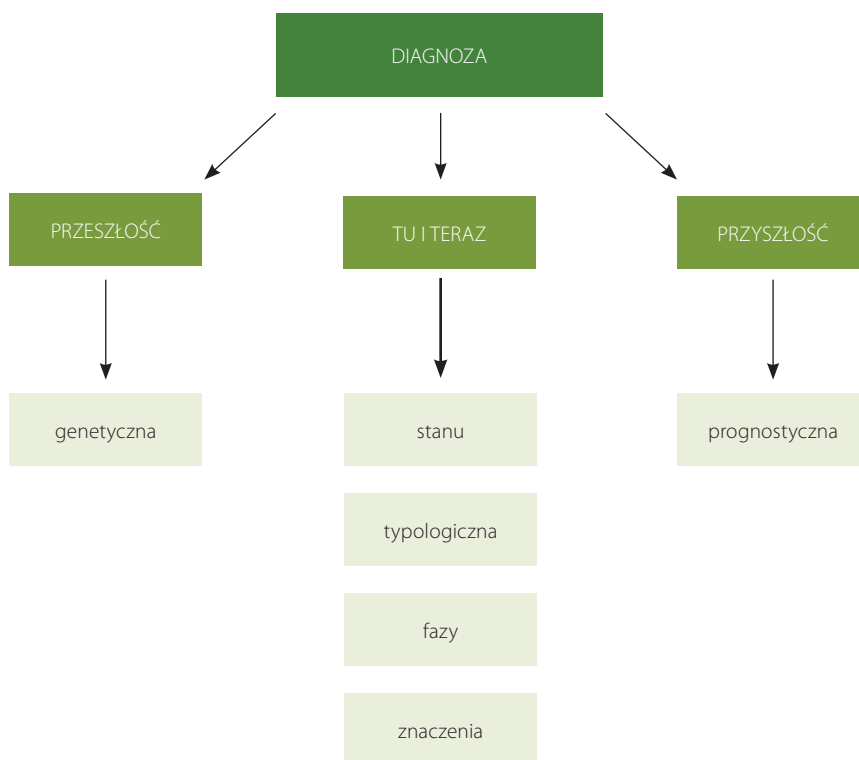 DIAGNOZA
PRZESZŁOŚĆ
TU I TERAZ
PRZYSZŁOŚĆ
genetyczna
stanu
prognostyczna
typologiczna
fazy
znaczenia